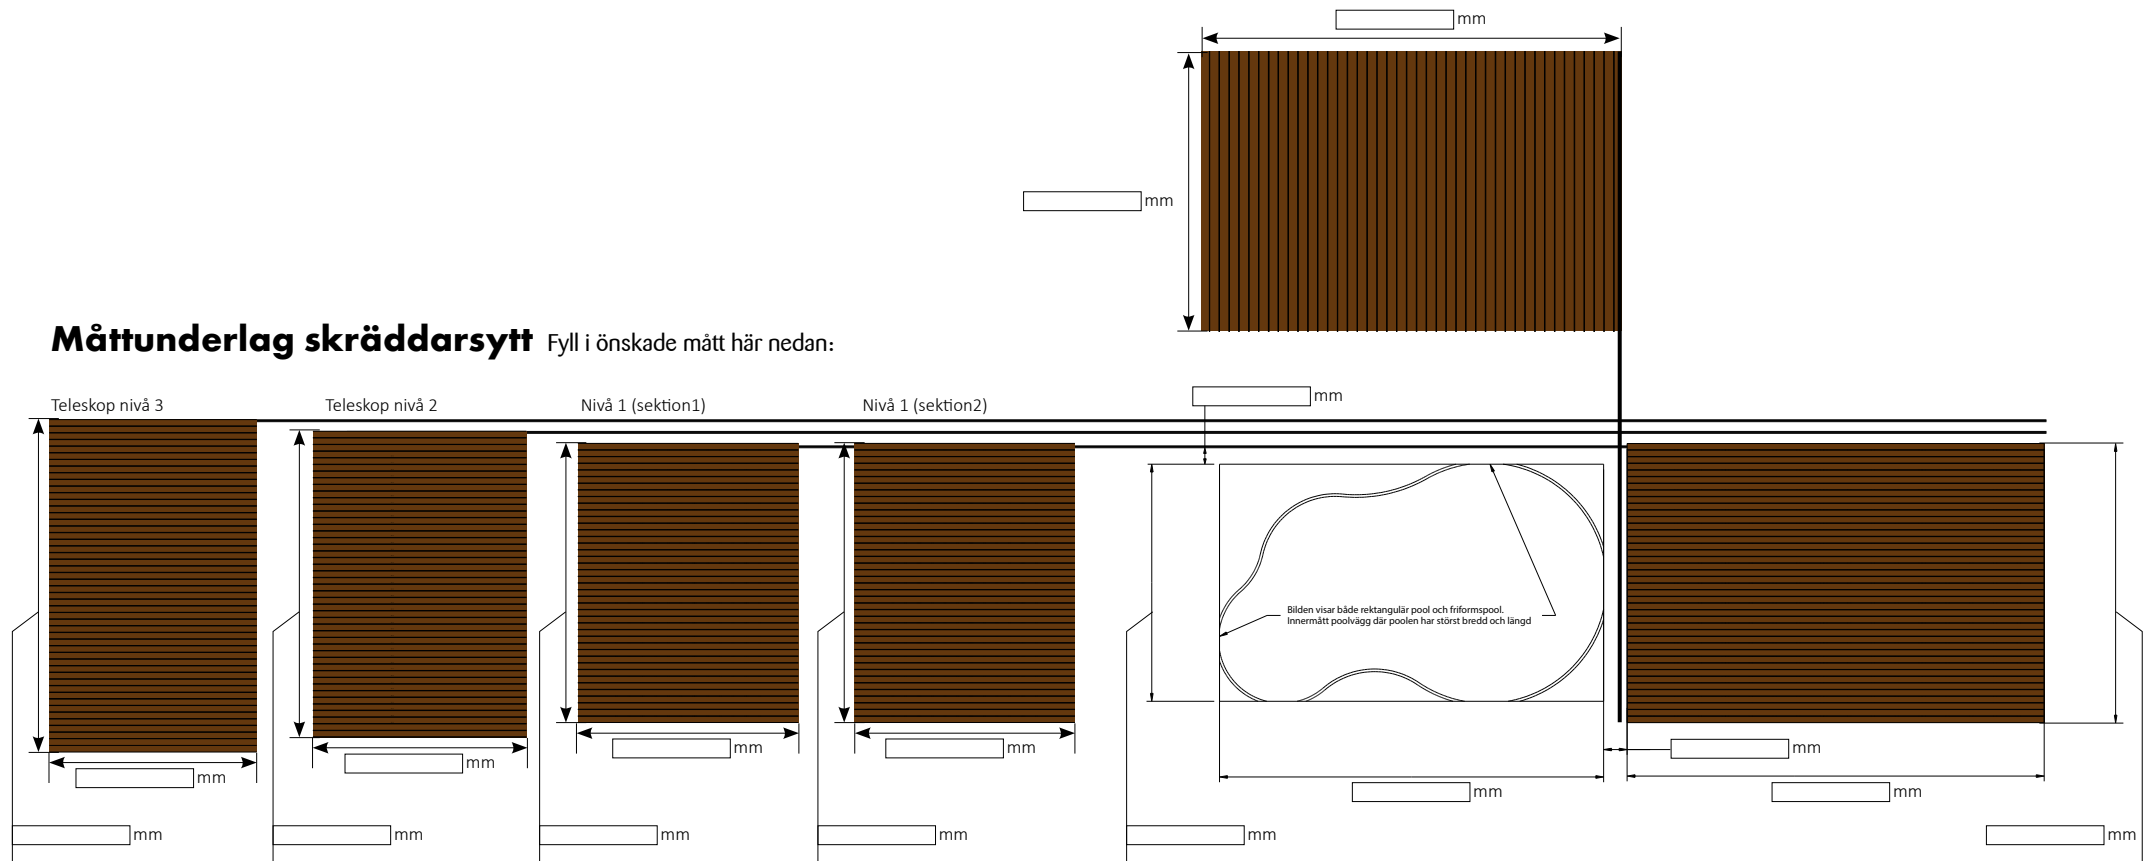 mm
mm
Måttunderlag skräddarsytt Fyll i önskade mått här nedan:
mm
Teleskop nivå 3
Teleskop nivå 2
Nivå 1 (sektion1)
Nivå 1 (sektion2)
Bilden visar både rektangulär pool och friformspool.
Innermått poolvägg där poolen har störst bredd och längd
mm
mm
mm
mm
mm
mm
mm
mm
mm
mm
mm
mm
mm